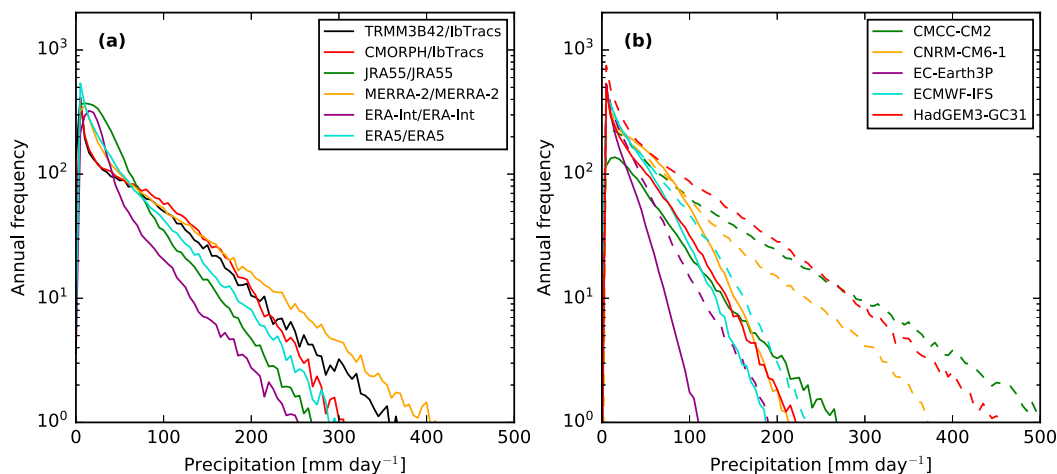 (a)
TRMM3B42/IbTracs
CMORPH/IbTracs
JRA55/JRA55
MERRA-2/MERRA-2
ERA-Int/ERA-Int
ERA5/ERA5
Annual frequency
10³
10²
10¹
10⁰
0 100 200 300 400 500
Precipitation [mm day⁻¹]
(b)
CMCC-CM2
CNRM-CM6-1
EC-Earth3P
ECMWF-IFS
HadGEM3-GC31
Annual frequency
10³
10²
10¹
10⁰
0 100 200 300 400 500
Precipitation [mm day⁻¹]